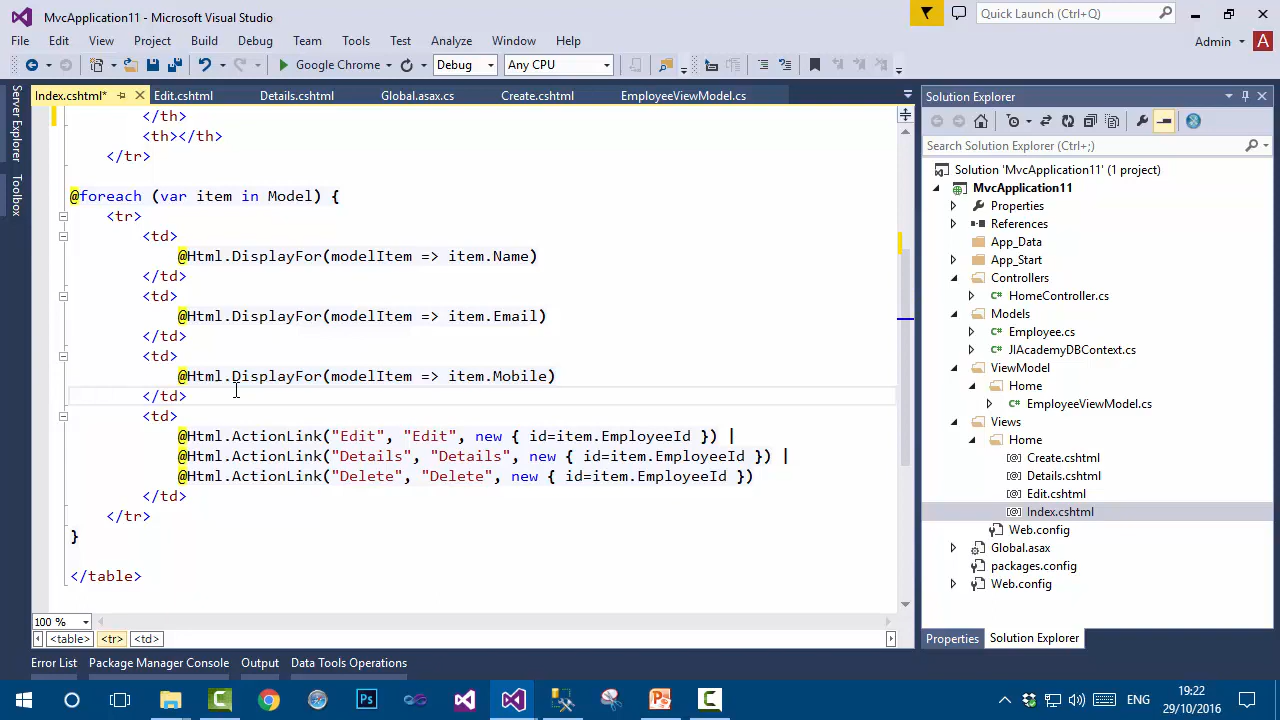 MvcApplication11 - Microsoft Visual Studio
Quick Launch (Ctrl+Q)
File Edit View Project Build Debug Team Tools Test Analyze Window Help
Admin A
Google Chrome Debug Any CPU
Index.cshtml* Edit.cshtml Details.cshtml Global.asax.cs Create.cshtml EmployeeViewModel.cs
Server Explorer
Toolbox
</th>
<th></th>
</tr>
@foreach (var item in Model) {
<tr>
<td>
@Html.DisplayFor(modelItem => item.Name)
</td>
<td>
@Html.DisplayFor(modelItem => item.Email)
</td>
<td>
@Html.DisplayFor(modelItem => item.Mobile)
</td>
<td>
@Html.ActionLink("Edit", "Edit", new { id=item.EmployeeId }) |
@Html.ActionLink("Details", "Details", new { id=item.EmployeeId }) |
@Html.ActionLink("Delete", "Delete", new { id=item.EmployeeId })
</td>
</tr>
}
</table>
100 %
<table> <tr> <td>
Solution Explorer
Search Solution Explorer (Ctrl+;)
Solution 'MvcApplication11' (1 project)
MvcApplication11
Properties
References
App_Data
App_Start
Controllers
C# HomeController.cs
Models
C# Employee.cs
C# JIAcademyDBContext.cs
ViewModel
Home
C# EmployeeViewModel.cs
Views
Home
[@] Create.cshtml
[@] Details.cshtml
[@] Edit.cshtml
[@] Index.cshtml
Web.config
Global.asax
packages.config
Web.config
Properties Solution Explorer
Error List Package Manager Console Output Data Tools Operations
Ps
ENG
19:22
29/10/2016